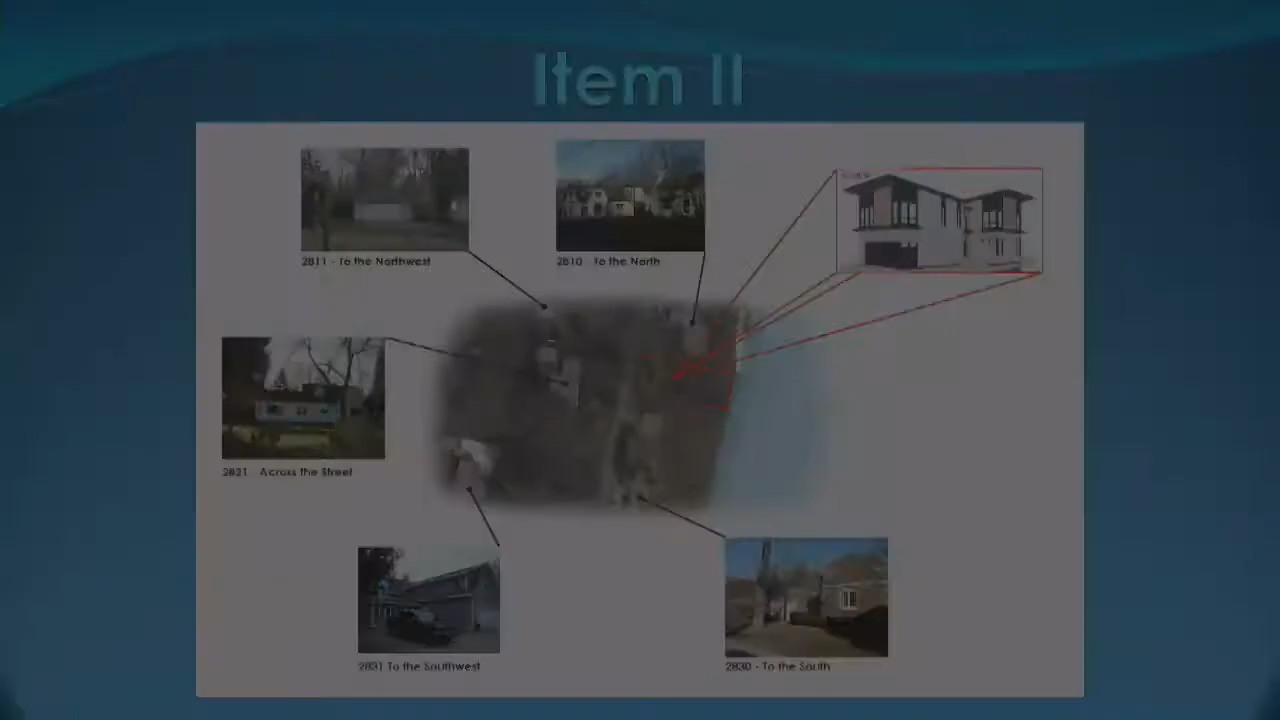 Item II
2811 - To the Northwest
2810 - To the North
2821 - Across the Street
2831 To the Southwest
2830 - To the South